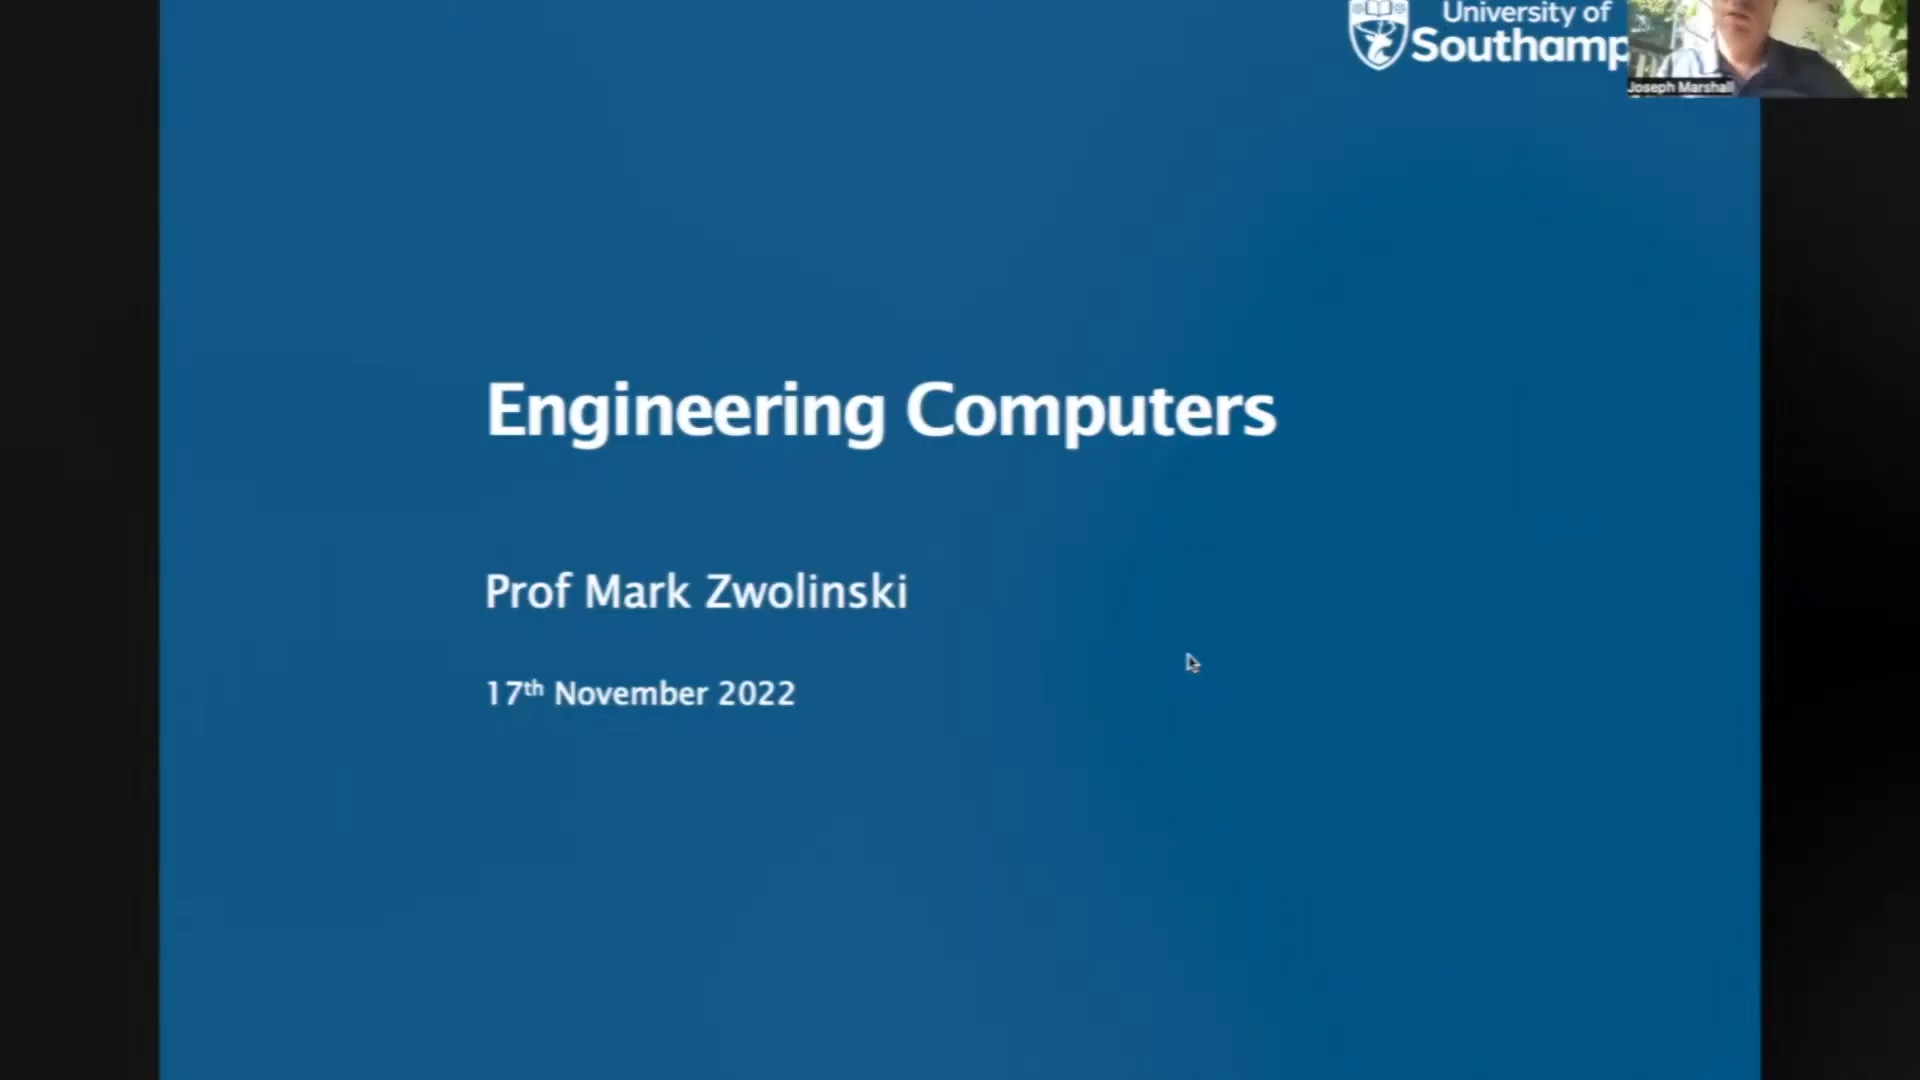 University of
Southamp
Joseph Marshall
Engineering Computers
Prof Mark Zwolinski
17th November 2022